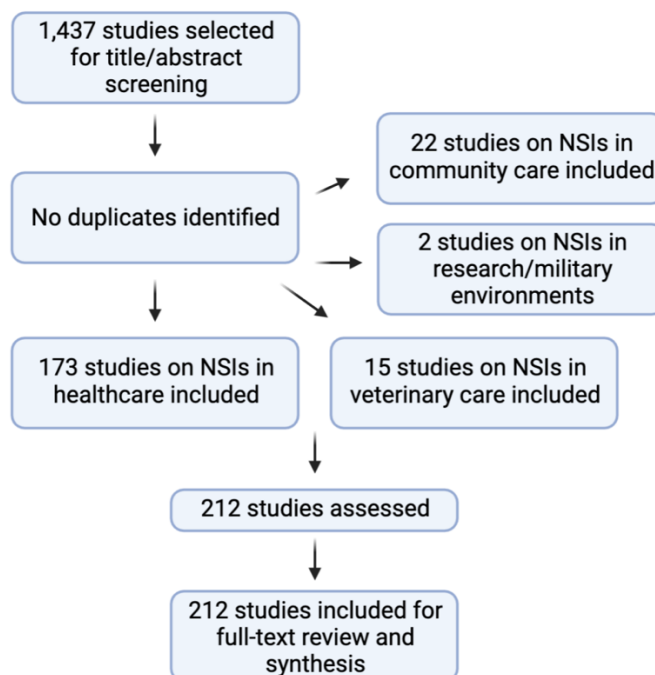 1,437 studies selected
for title/abstract
screening
22 studies on NSIs in
community care included
No duplicates identified
2 studies on NSIs in
research/military
environments
173 studies on NSIs in
healthcare included
15 studies on NSIs in
veterinary care included
212 studies assessed
212 studies included for
full-text review and
synthesis